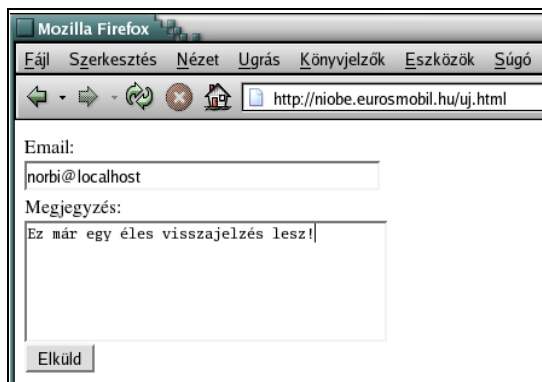 Mozilla Firefox
Fájl Szerkesztés Nézet Ugrás Könyvjelzők Eszközök Súgó
http://niobe.eurosmobil.hu/uj.html
Email:
norbi@localhost
Megjegyzés:
Ez már egy éles visszajelzés lesz!
Elküld